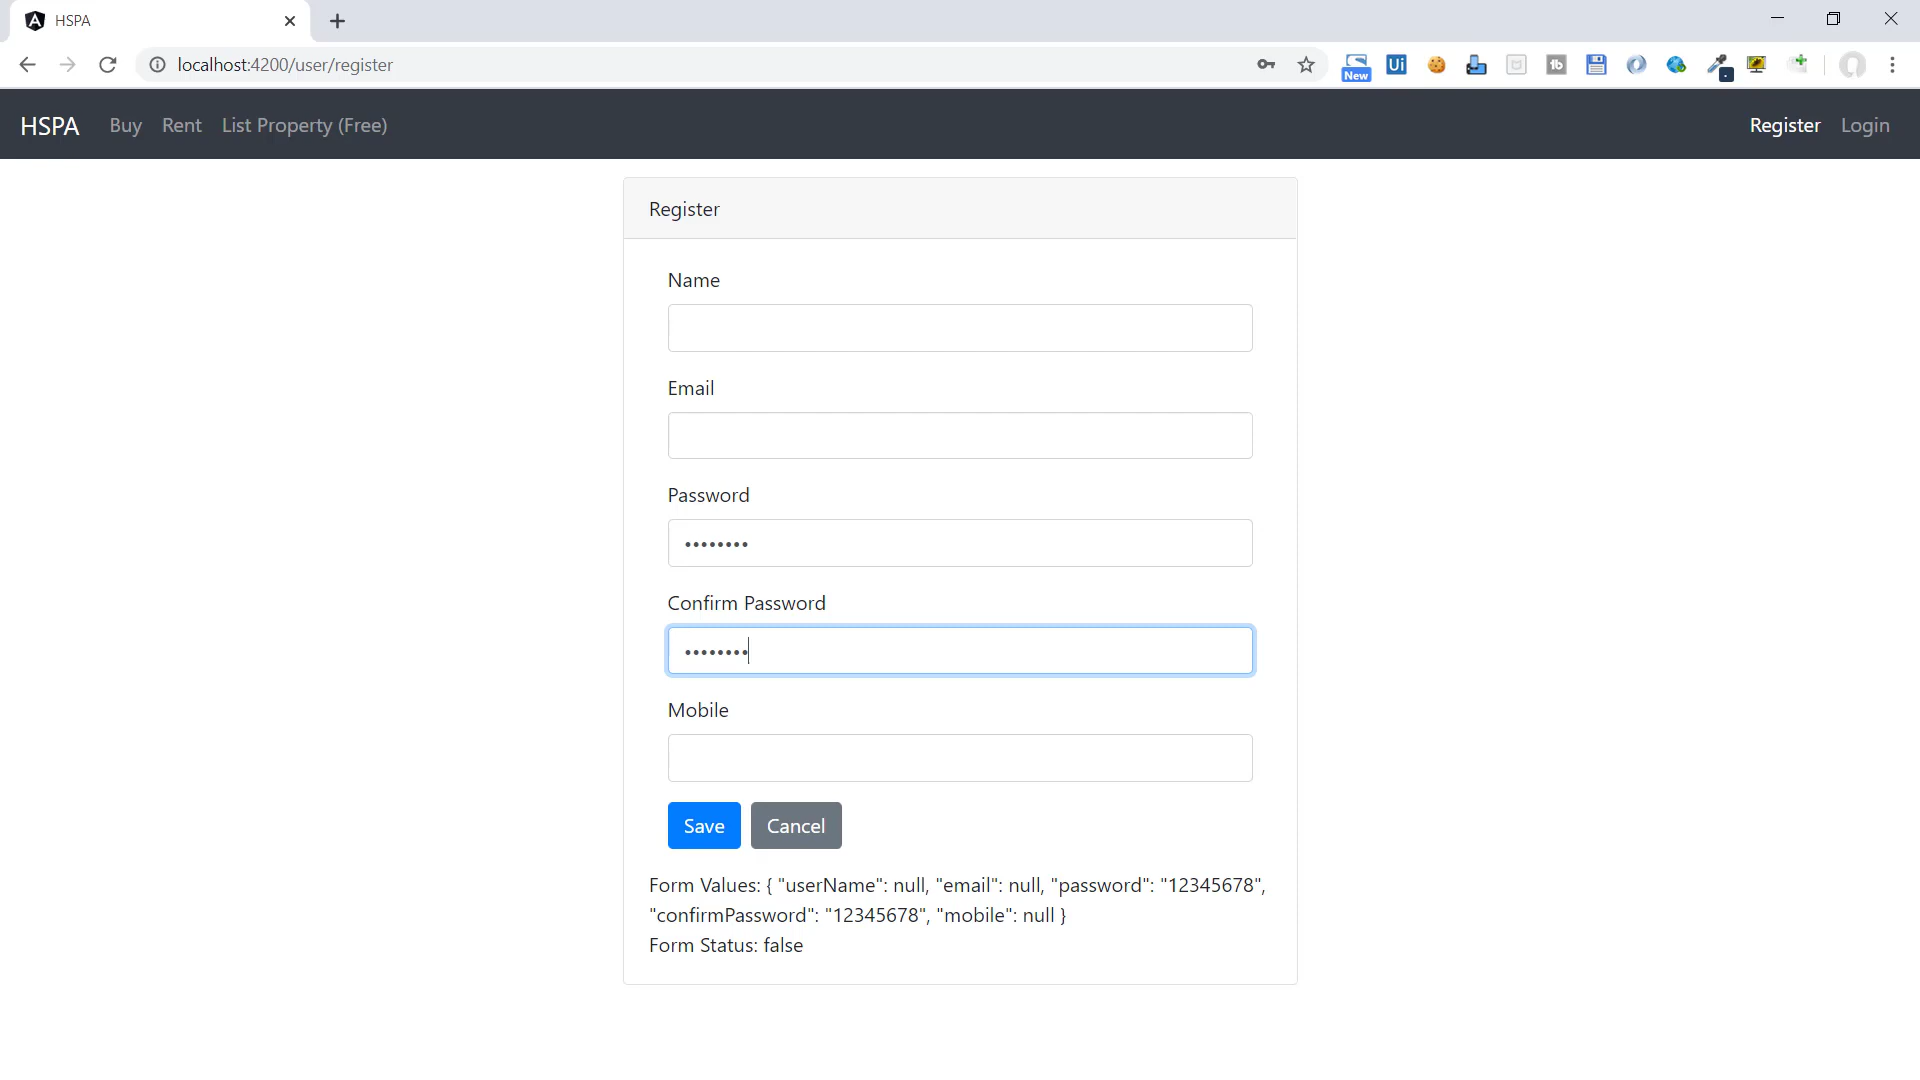 HSPA
localhost:4200/user/register
New
Ui
tb
HSPA Buy Rent List Property (Free) Register Login
Register
Name
Email
Password
••••••••
Confirm Password
••••••••
Mobile
Save Cancel
Form Values: { "userName": null, "email": null, "password": "12345678",
"confirmPassword": "12345678", "mobile": null }
Form Status: false